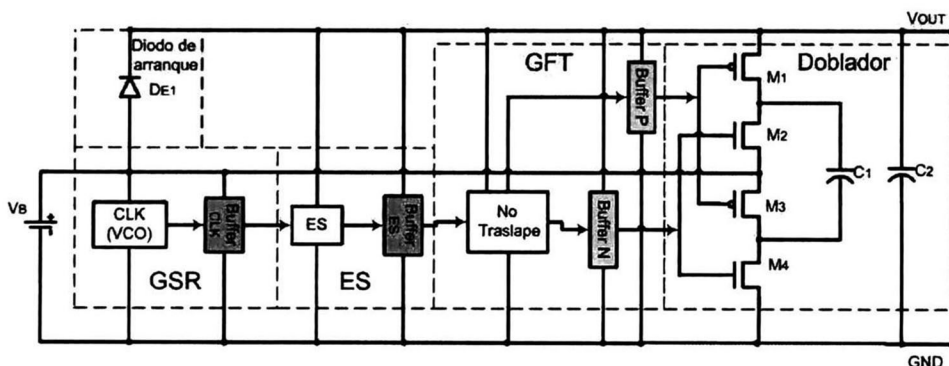 VOUT
Diodo de
arranque
DE1
GFT
Buffer P
Doblador
M1
M2
C1
C2
VB
+
CLK
(VCO)
Buffer
CLK
ES
Buffer
ES
No
Traslape
Buffer N
M3
M4
GSR
ES
GND